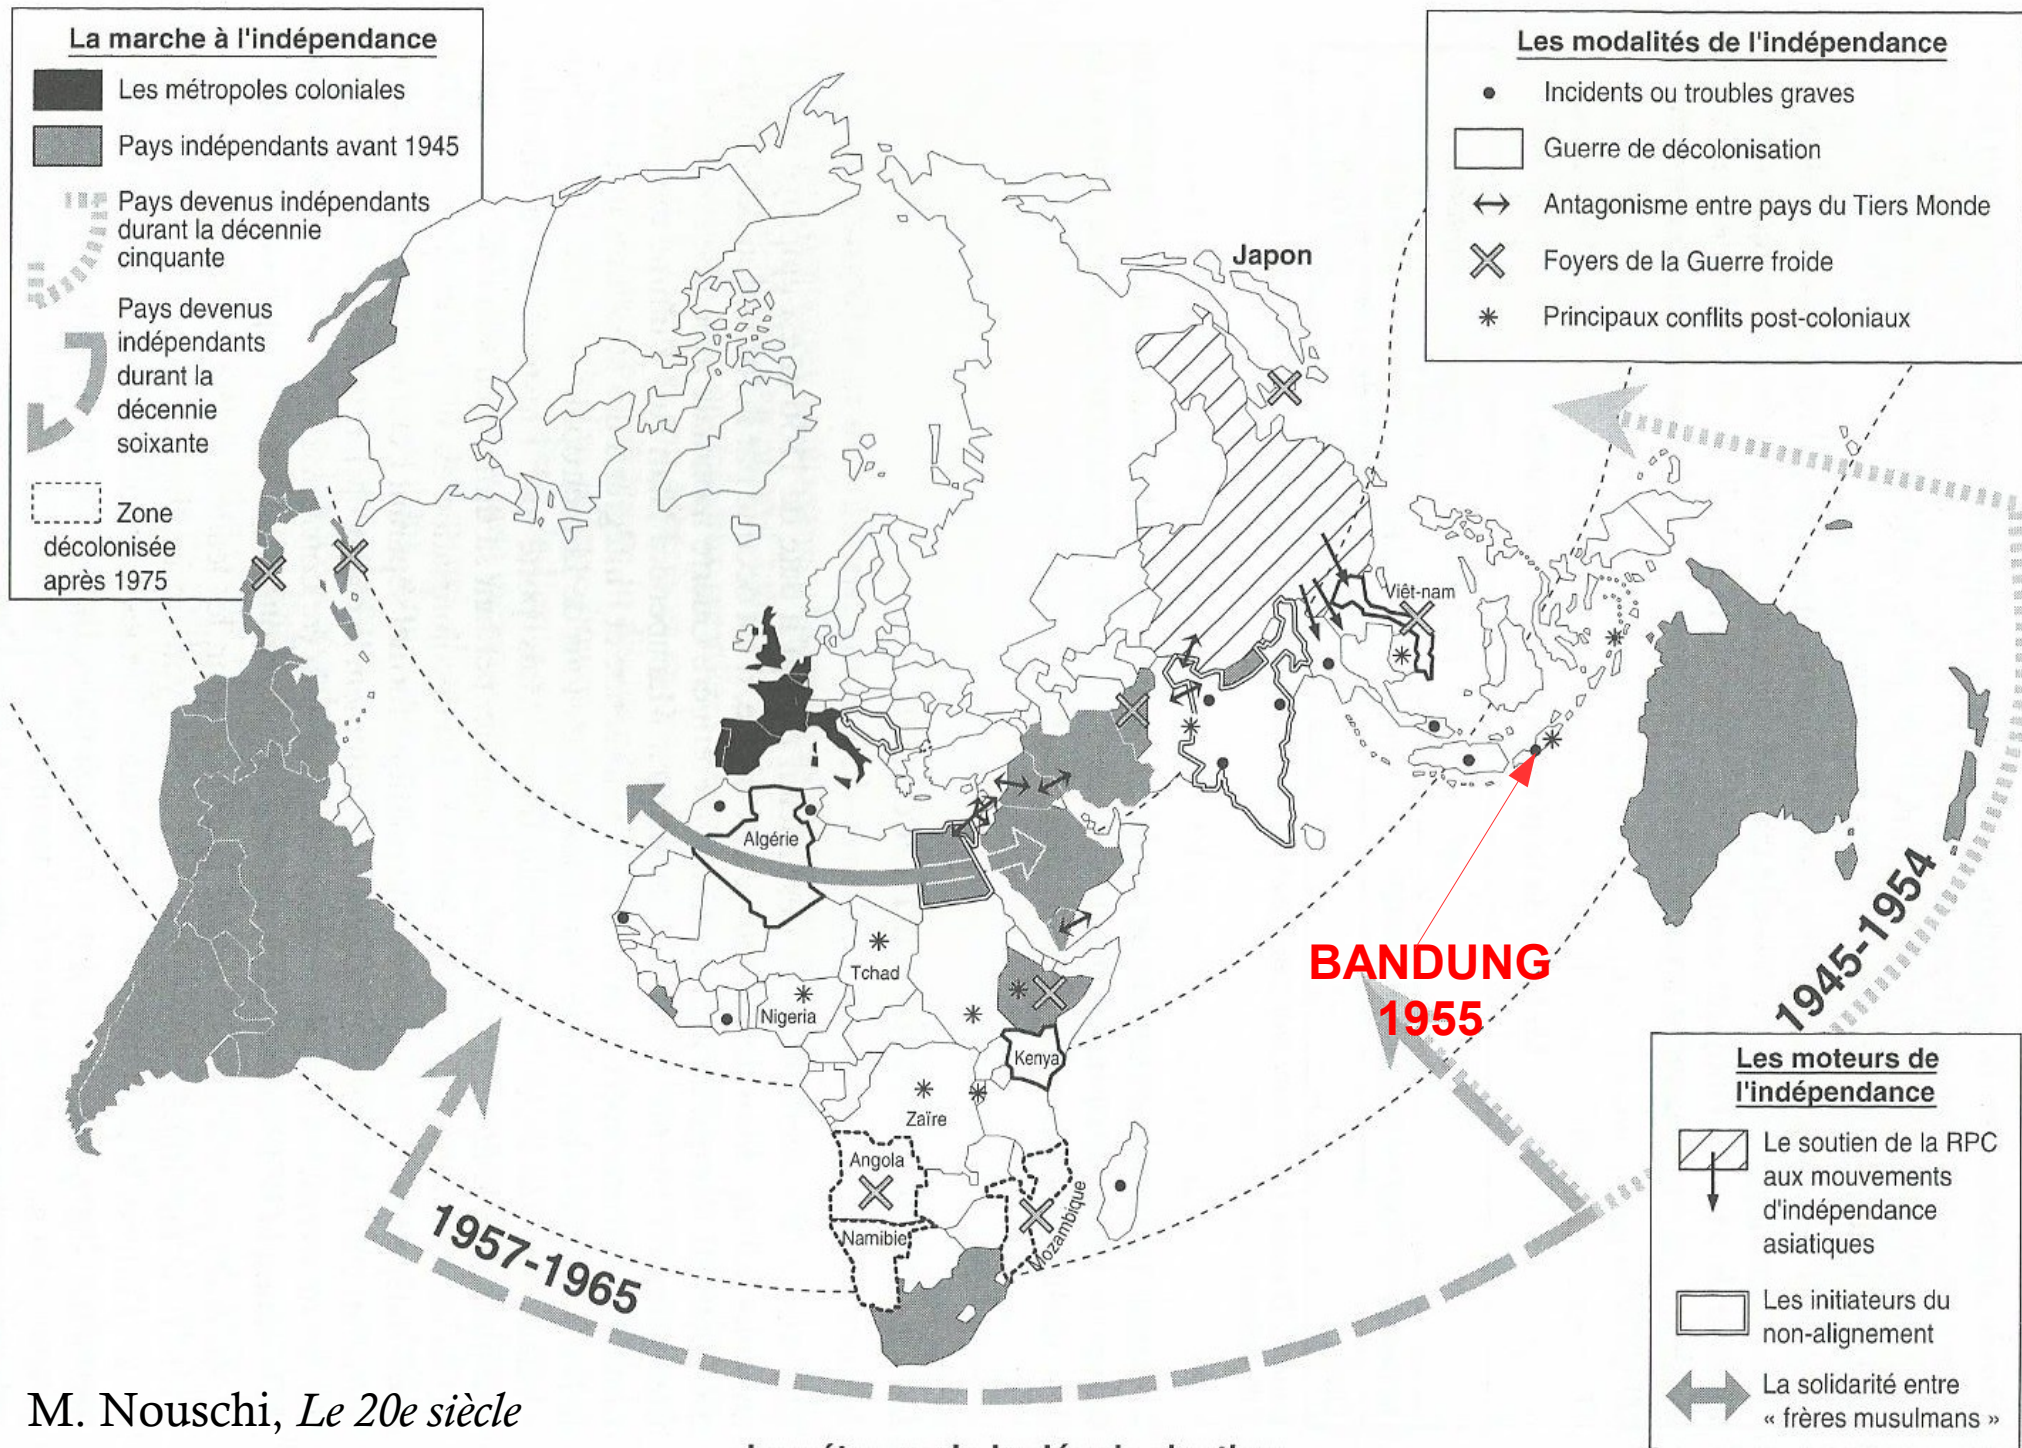 La marche à l'indépendance
Les métropoles coloniales
Pays indépendants avant 1945
Pays devenus indépendants
durant la décennie
cinquante
Pays devenus
indépendants
durant la
décennie
soixante
Zone
décolonisée
après 1975
Les modalités de l'indépendance
Incidents ou troubles graves
Guerre de décolonisation
Antagonisme entre pays du Tiers Monde
Foyers de la Guerre froide
Principaux conflits post-coloniaux
Japon
Viêt-nam
Algérie
Tchad
Nigeria
Kenya
Zaïre
Angola
Namibie
Mozambique
BANDUNG
1955
1945-1954
1957-1965
Les moteurs de
l'indépendance
Le soutien de la RPC
aux mouvements
d'indépendance
asiatiques
Les initiateurs du
non-alignement
La solidarité entre
« frères musulmans »
M. Nouschi, Le 20e siècle